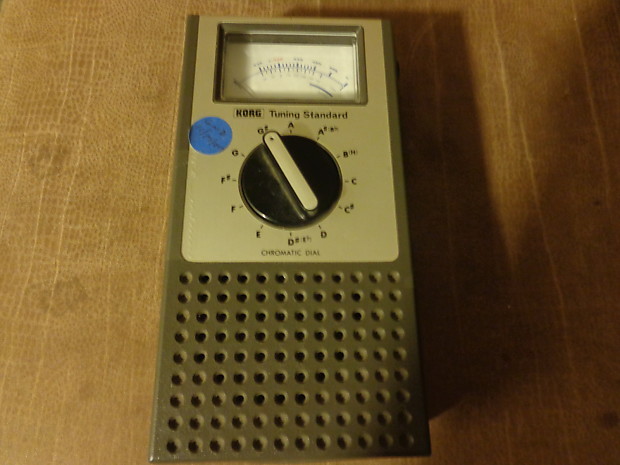 KORG Tuning Standard
A
G# A#(B♭)
G B(H)
F# C
F C#
E D
D#(E♭)
CHROMATIC DIAL